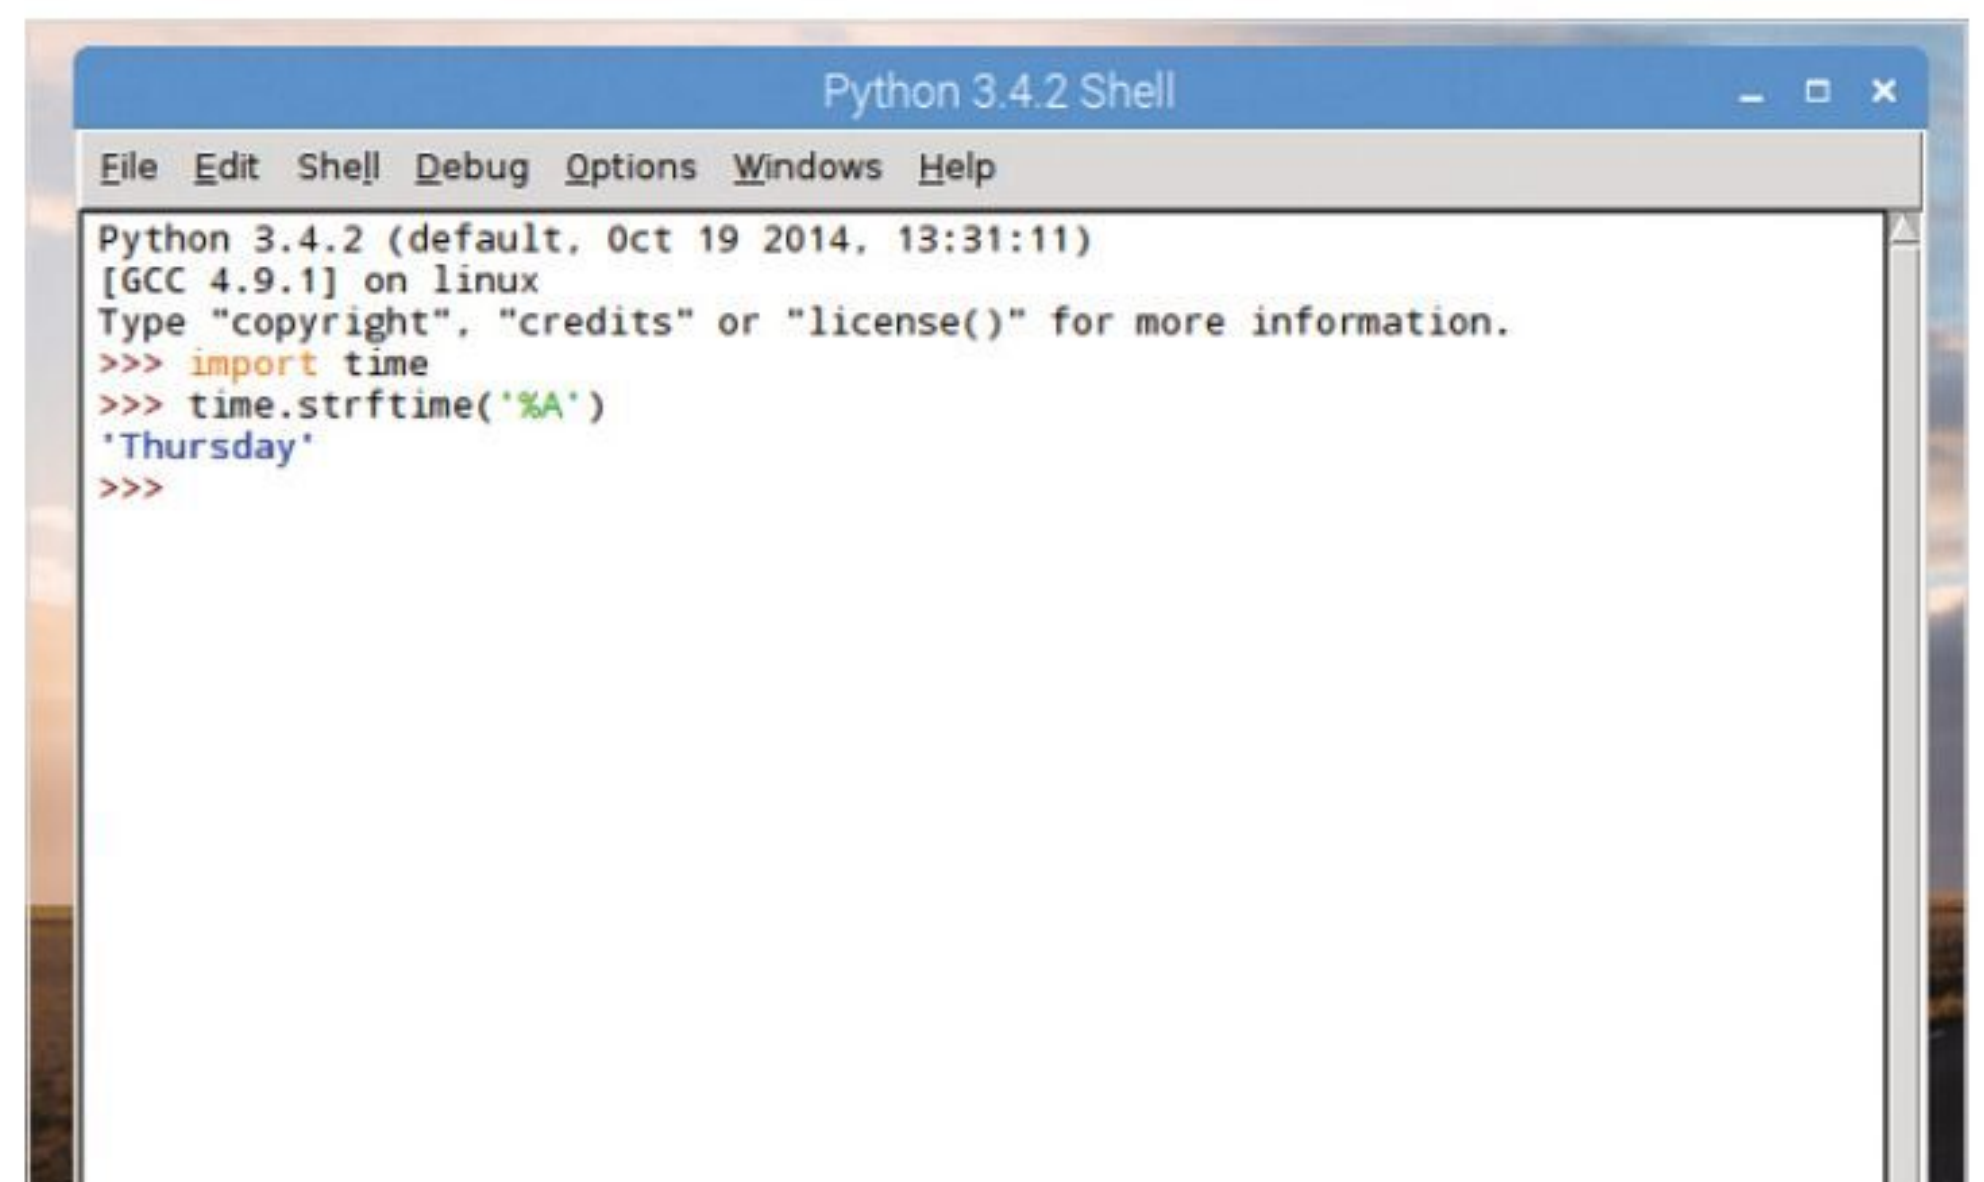 Python 3.4.2 Shell
File Edit Shell Debug Options Windows Help
Python 3.4.2 (default, Oct 19 2014, 13:31:11)
[GCC 4.9.1] on linux
Type "copyright", "credits" or "license()" for more information.
>>> import time
>>> time.strftime('%A')
'Thursday'
>>>